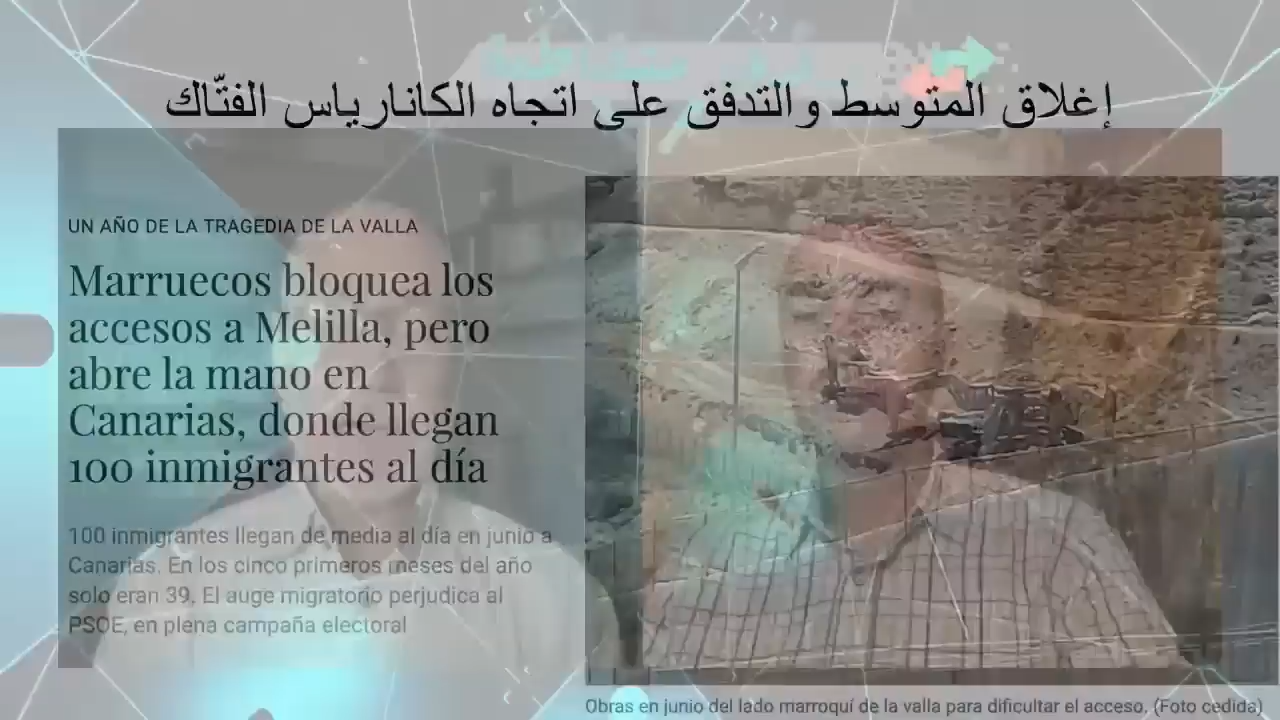 إغلاق المتوسط والتدفق على اتجاه الكانارياس الفتّاك
UN AÑO DE LA TRAGEDIA DE LA VALLA
Marruecos bloquea los
accesos a Melilla, pero
abre la mano en
Canarias, donde llegan
100 inmigrantes al día
100 inmigrantes llegan de media al día en junio a
Canarias. En los cinco primeros meses del año
solo eran 39. El auge migratorio perjudica al
PSOE, en plena campaña electoral
Obras en junio del lado marroquí de la valla para dificultar el acceso. (Foto cedida)